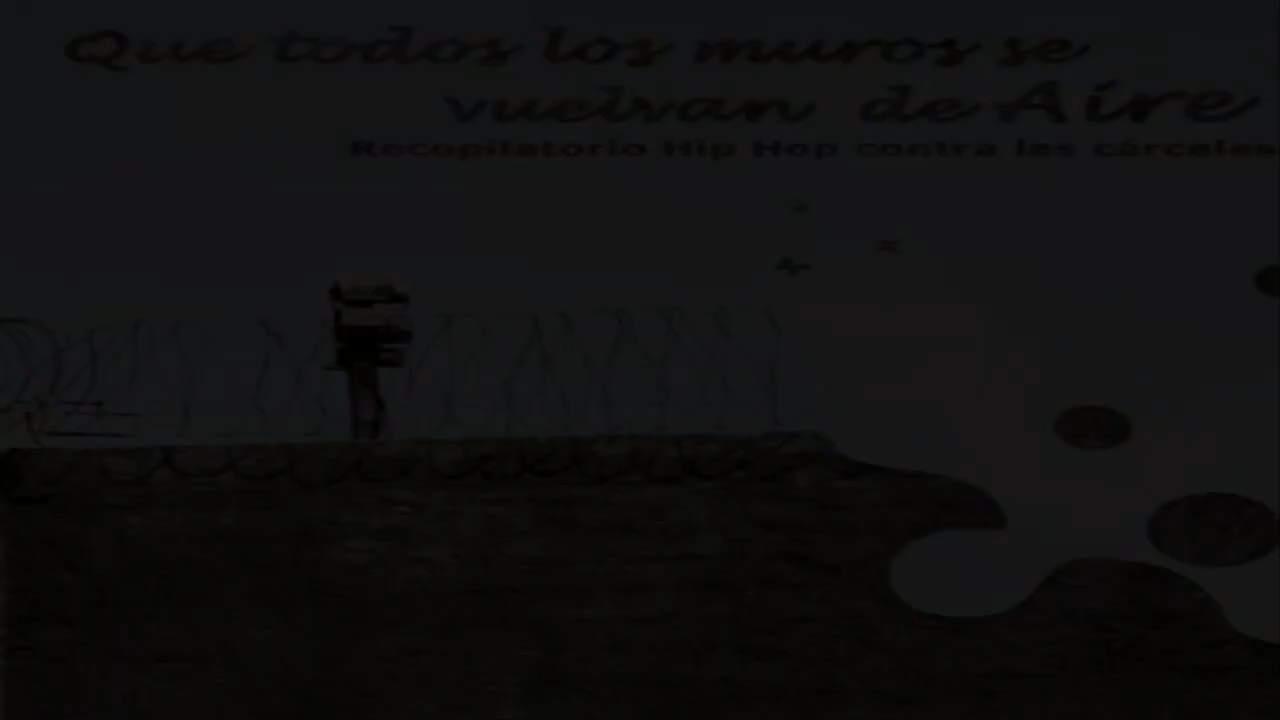 Que todos los muros se
vuelvan de Aire
Recopilatorio Hip Hop contra las cárceles